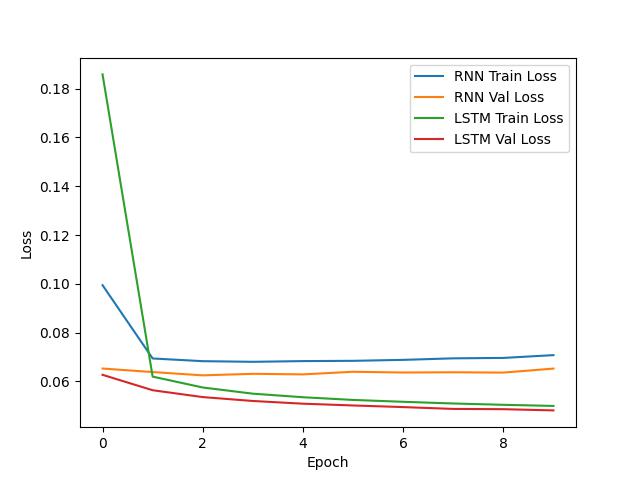 RNN Train Loss
RNN Val Loss
LSTM Train Loss
LSTM Val Loss
0.18
0.16
0.14
0.12
0.10
0.08
0.06
Loss
0 2 4 6 8
Epoch